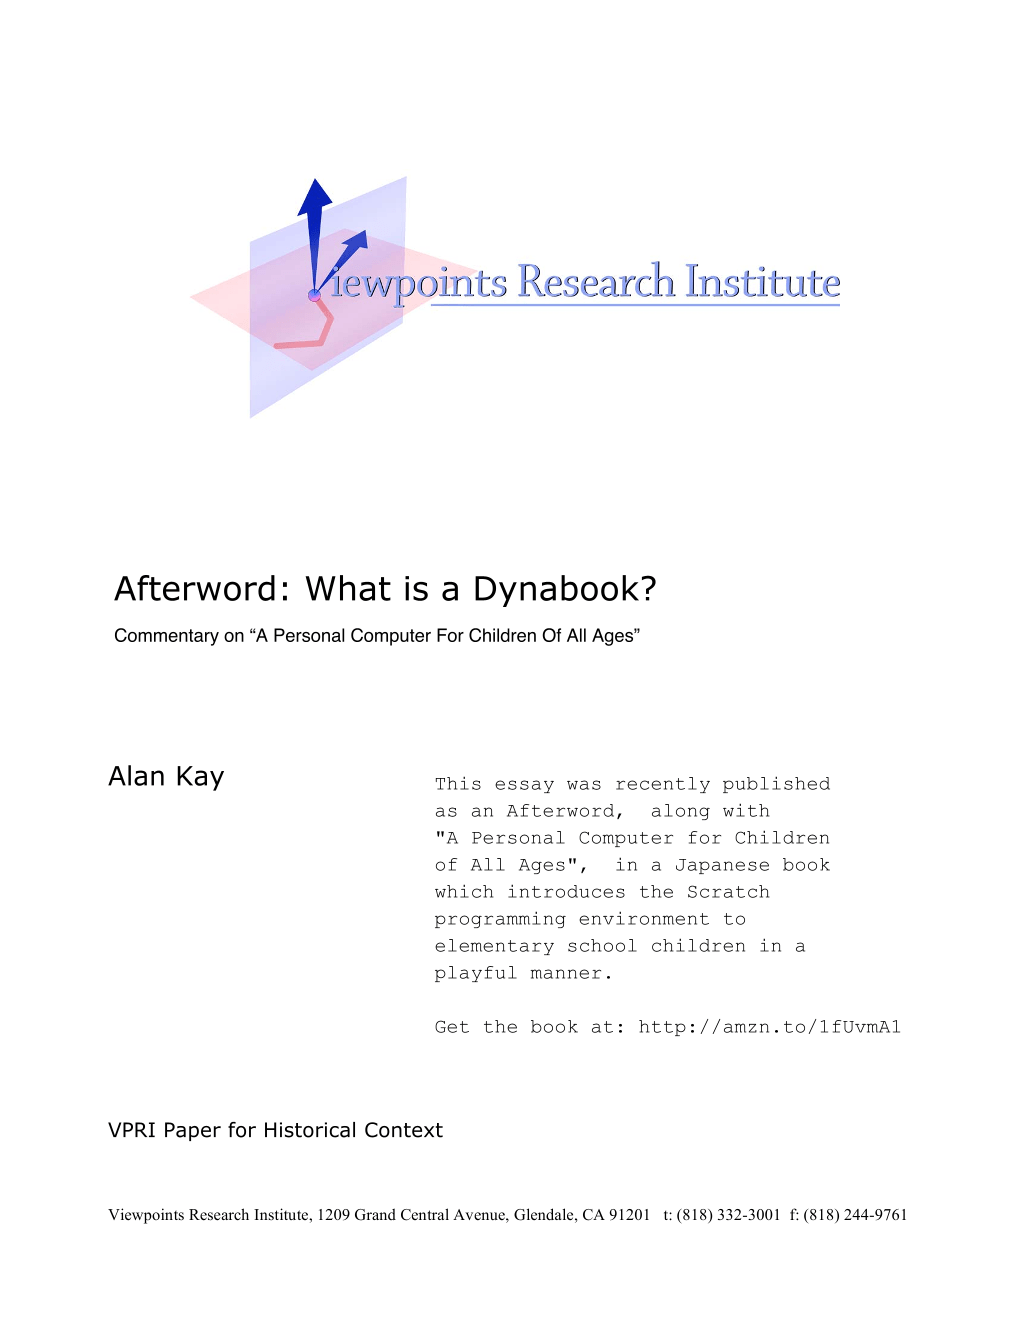 Viewpoints Research Institute
Afterword: What is a Dynabook?
Commentary on “A Personal Computer For Children Of All Ages”
Alan Kay
This essay was recently published
as an Afterword,  along with
"A Personal Computer for Children
of All Ages",  in a Japanese book
which introduces the Scratch
programming environment to
elementary school children in a
playful manner.
Get the book at: http://amzn.to/1fUvmA1
VPRI Paper for Historical Context
Viewpoints Research Institute, 1209 Grand Central Avenue, Glendale, CA 91201   t: (818) 332-3001  f: (818) 244-9761